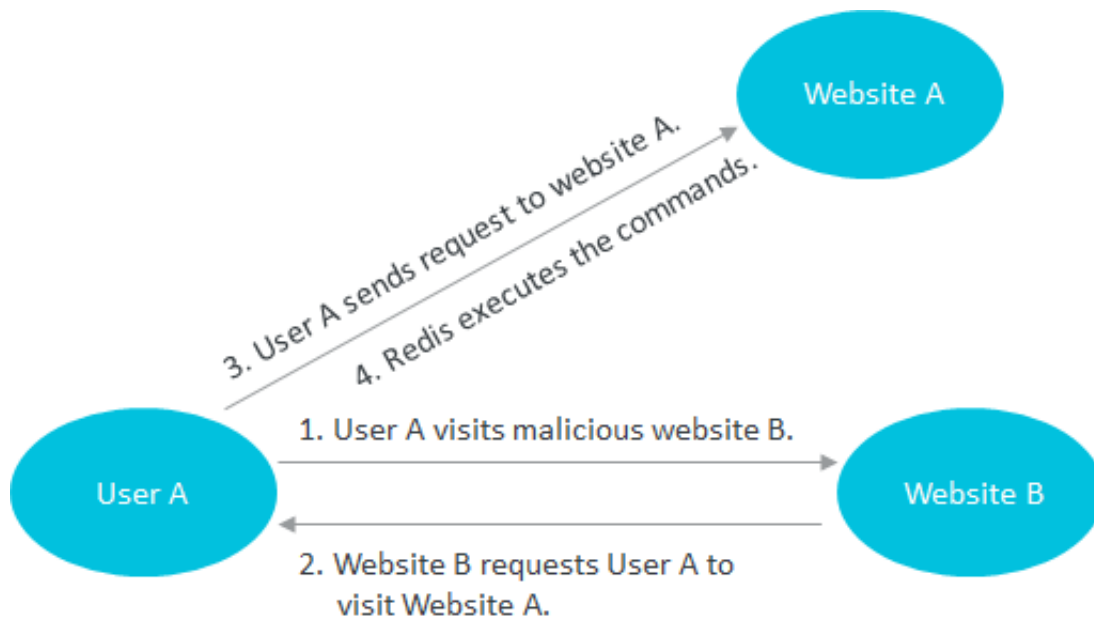 Website A
3. User A sends request to website A.
4. Redis executes the commands.
1. User A visits malicious website B.
User A
Website B
2. Website B requests User A to
visit Website A.